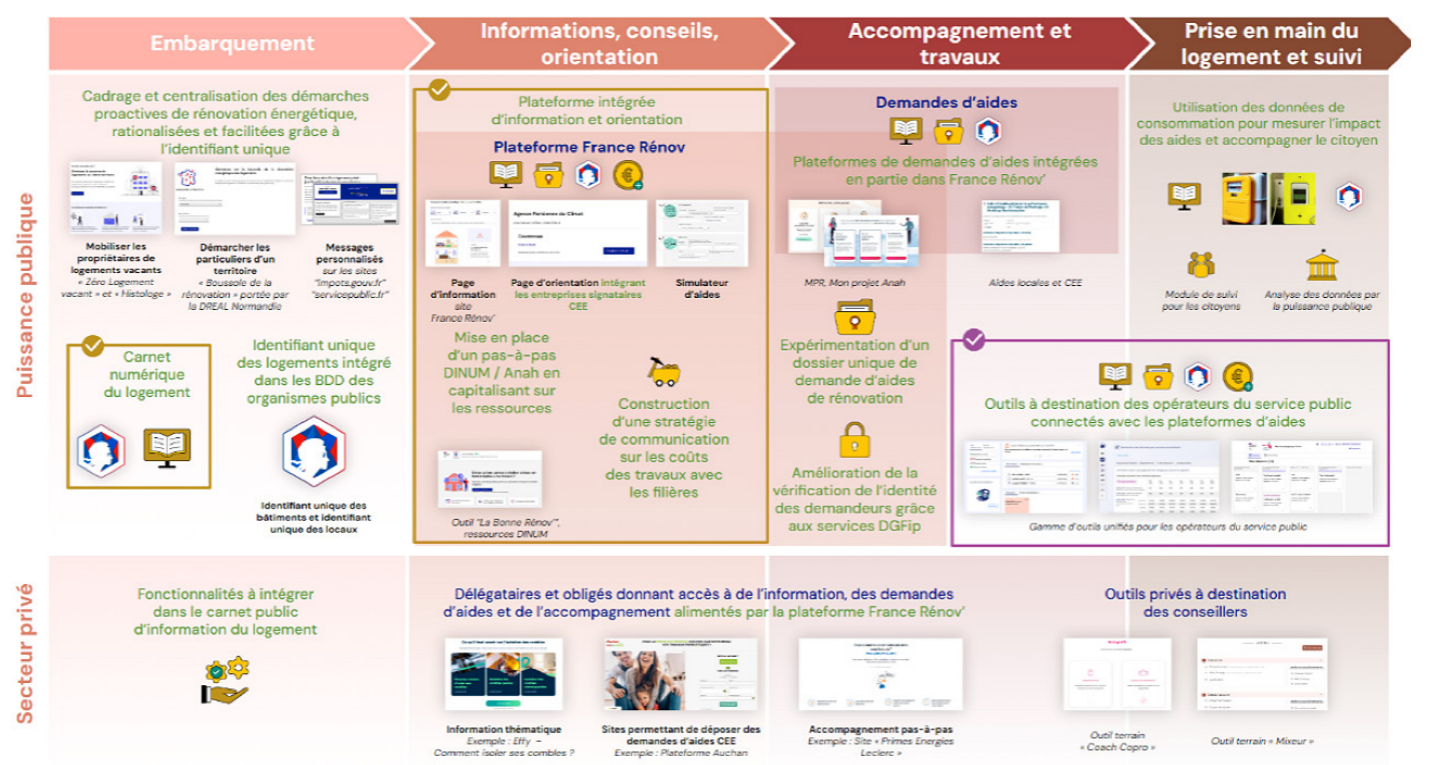 Embarquement
Informations, conseils,
orientation
Accompagnement et
travaux
Prise en main du
logement et suivi
Puissance publique
Cadrage et centralisation des démarches
proactives de rénovation énergétique,
rationalisées et facilitées grâce à
l'identifiant unique
Mobiliser les
propriétaires de
logements vacants
« Zéro Logement
vacant » et « Histologe »
Démarcher les
particuliers d'un
territoire
« Boussole de la
rénovation » portée par
la DREAL Normandie
Messages
personnalisés
sur les sites
"impots.gouv.fr"
"servicepublic.fr"
Carnet
numérique
du logement
Identifiant unique
des logements intégré
dans les BDD des
organismes publics
Identifiant unique des
bâtiments et identifiant
unique des locaux
Plateforme intégrée
d'information et orientation
Plateforme France Rénov
Agence Parisienne du Climat
Page
d'information
site
France Rénov'
Page d'orientation intégrant
les entreprises signataires
CEE
Simulateur
d'aides
Mise en place
d'un pas-à-pas
DINUM / Anah en
capitalisant sur
les ressources
Outil "La Bonne Rénov'",
ressources DINUM
Construction
d'une stratégie
de communication
sur les coûts
des travaux avec
les filières
Demandes d'aides
Plateformes de demandes d'aides intégrées
en partie dans France Rénov'
MPR, Mon projet Anah
Aides locales et CEE
Expérimentation d'un
dossier unique de
demande d'aides
de rénovation
Amélioration de la
vérification de l'identité
des demandeurs grâce
aux services DGFip
Utilisation des données de
consommation pour mesurer l'impact
des aides et accompagner le citoyen
Module de suivi
pour les citoyens
Analyse des données par
la puissance publique
Outils à destination des opérateurs du service public
connectés avec les plateformes d'aides
Gamme d'outils unifiés pour les opérateurs du service public
Secteur privé
Fonctionnalités à intégrer
dans le carnet public
d'information du logement
Délégataires et obligés donnant accès à de l'information, des demandes
d'aides et de l'accompagnement alimentés par la plateforme France Rénov'
Information thématique
Exemple : Effy –
Comment isoler ses combles ?
Sites permettant de déposer des
demandes d'aides CEE
Exemple : Plateforme Auchan
Accompagnement pas-à-pas
Exemple : Site « Primes Energies
Leclerc »
Outils privés à destination
des conseillers
Outil terrain
« Coach Copro »
Outil terrain « Mixeur »